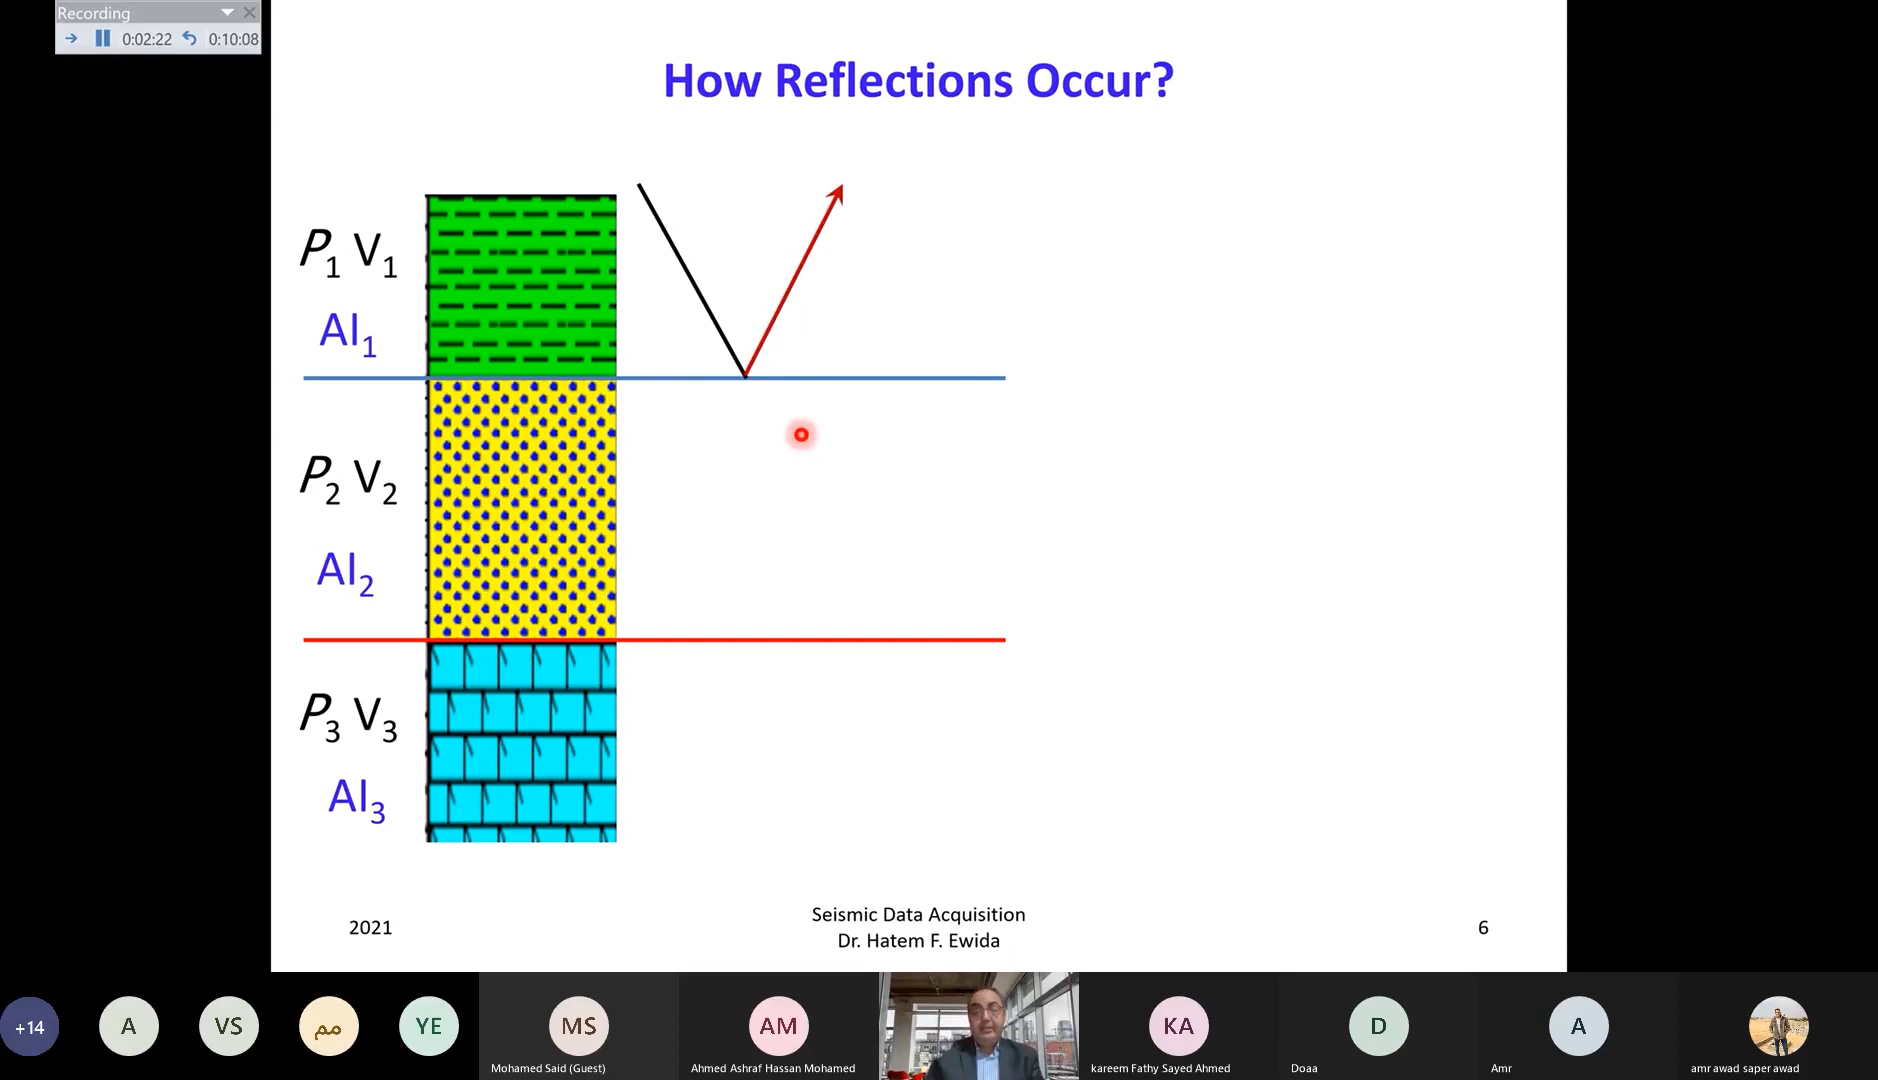 Recording
0:02:22 0:10:08
How Reflections Occur?
P1 V1
AI1
P2 V2
AI2
P3 V3
AI3
2021
Seismic Data Acquisition
Dr. Hatem F. Ewida
6
+14
A
VS
مم
YE
MS
AM
KA
D
A
Mohamed Said (Guest)
Ahmed Ashraf Hassan Mohamed
kareem Fathy Sayed Ahmed
Doaa
Amr
amr awad saper awad